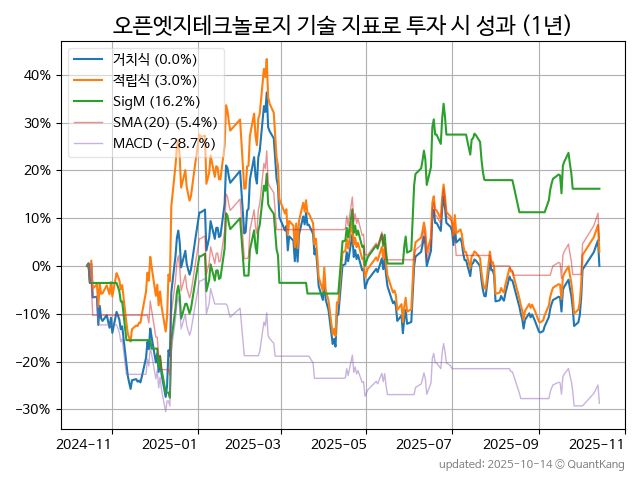 오픈엣지테크놀로지 기술 지표로 투자 시 성과 (1년)
거치식 (0.0%)
적립식 (3.0%)
SigM (16.2%)
SMA(20) (5.4%)
MACD (−28.7%)
40%
30%
20%
10%
0%
−10%
−20%
−30%
2024-11 2025-01 2025-03 2025-05 2025-07 2025-09 2025-11
updated: 2025-10-14 © QuantKang